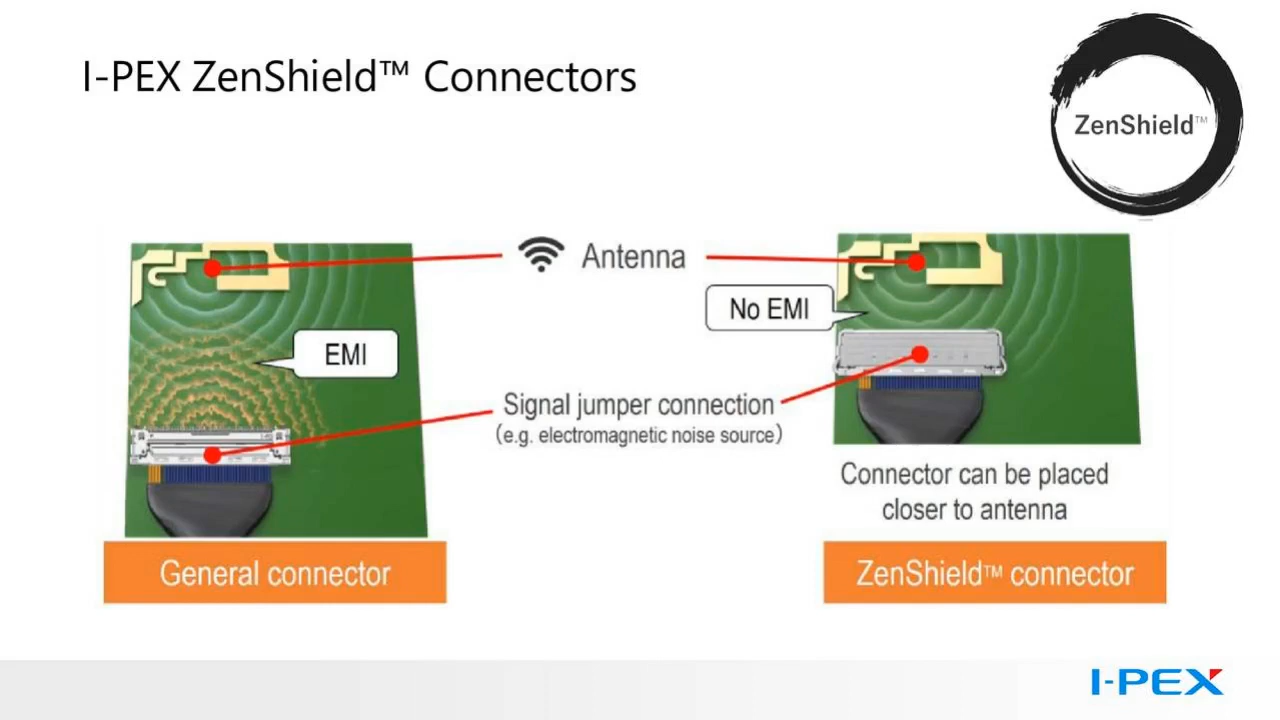 I-PEX ZenShield™ Connectors
ZenShield™
Antenna
No EMI
EMI
Signal jumper connection
(e.g. electromagnetic noise source)
Connector can be placed
closer to antenna
General connector
ZenShield™ connector
I-PEX